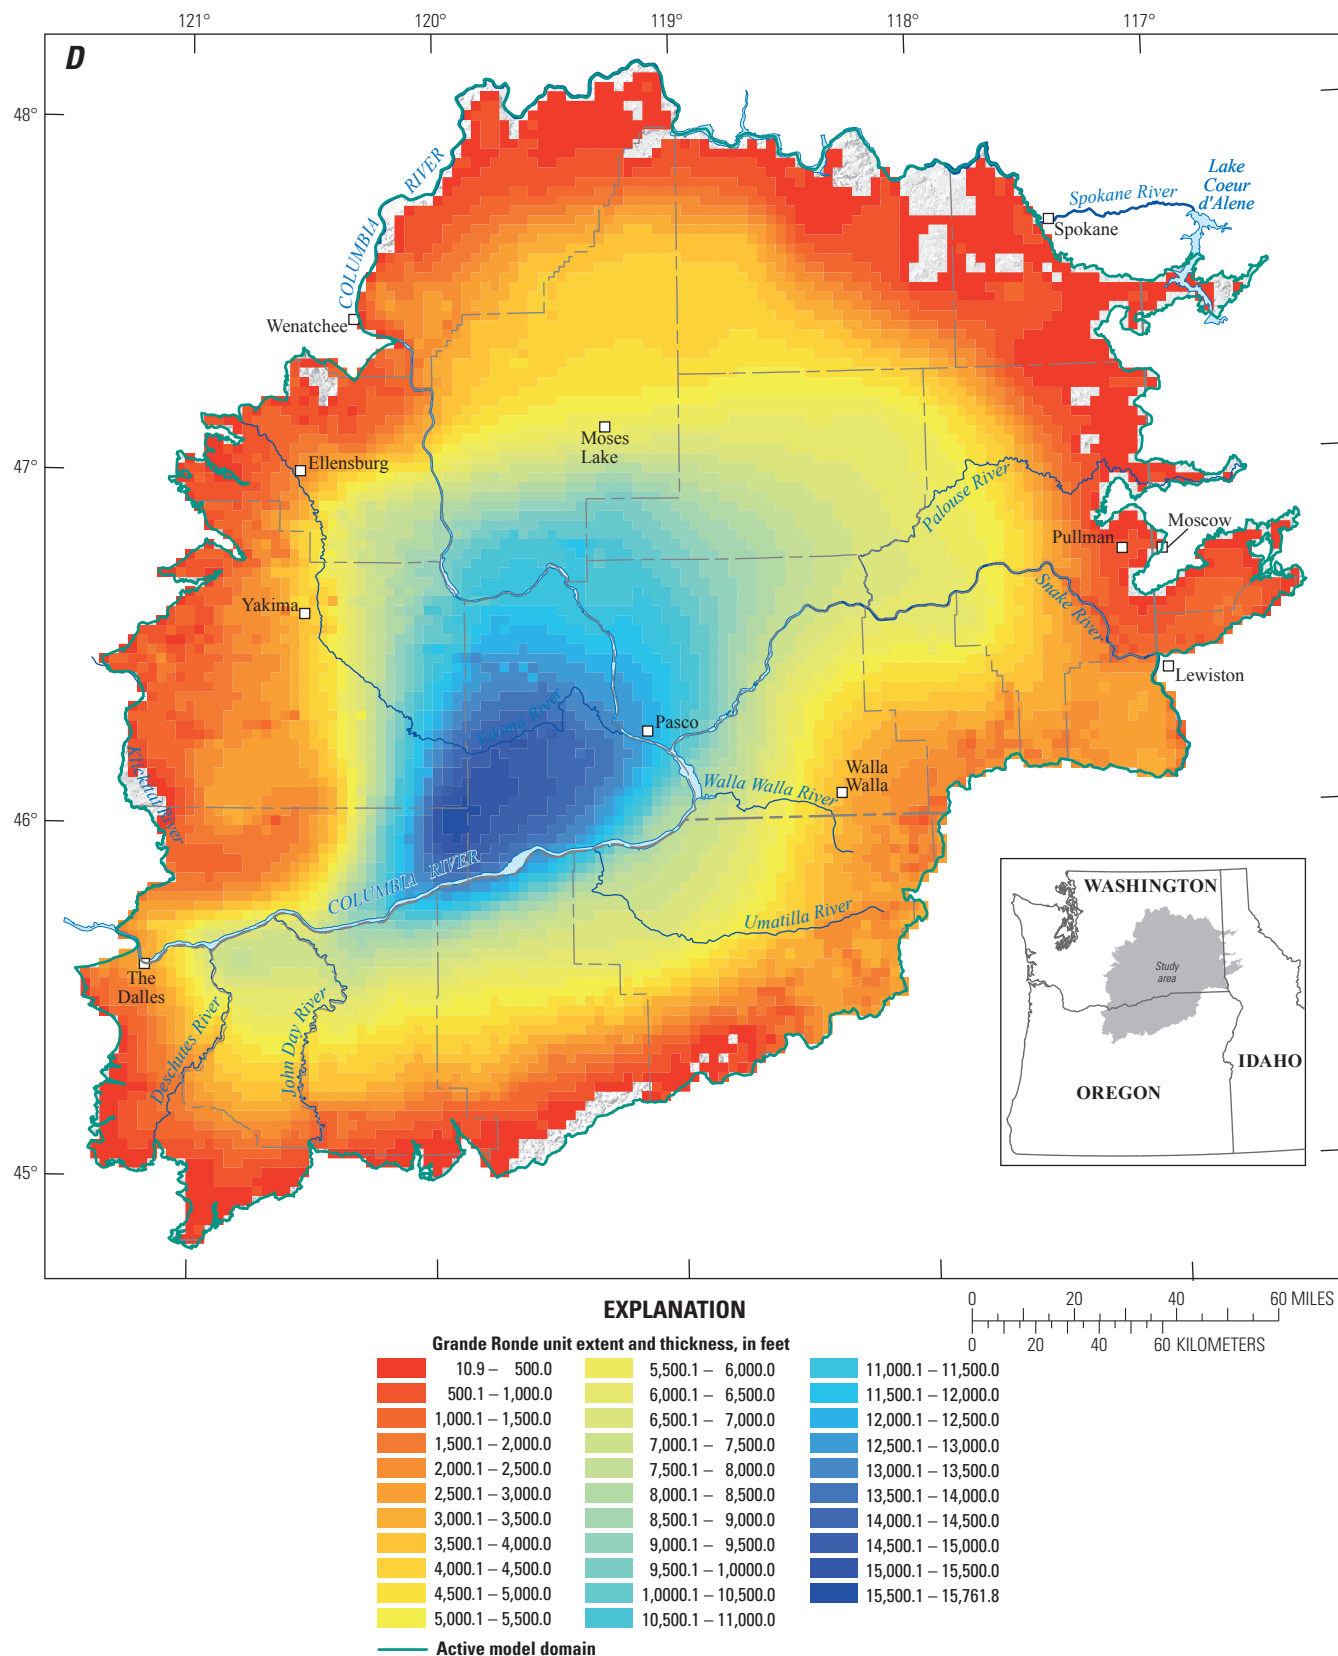 121°
120°
119°
118°
117°
D
48°
COLUMBIA RIVER
Lake
Coeur
d'Alene
Spokane River
Spokane
Wenatchee
Moses
Lake
47°
Ellensburg
Palouse River
Pullman
Moscow
Snake River
Yakima
Lewiston
Yakima River
Pasco
Klickitat River
Walla
Walla
Walla Walla River
46°
COLUMBIA RIVER
Umatilla River
The
Dalles
Deschutes River
John Day River
45°
WASHINGTON
Study
area
IDAHO
OREGON
EXPLANATION
0 20 40 60 MILES
0 20 40 60 KILOMETERS
Grande Ronde unit extent and thickness, in feet
10.9 – 500.0
500.1 – 1,000.0
1,000.1 – 1,500.0
1,500.1 – 2,000.0
2,000.1 – 2,500.0
2,500.1 – 3,000.0
3,000.1 – 3,500.0
3,500.1 – 4,000.0
4,000.1 – 4,500.0
4,500.1 – 5,000.0
5,000.1 – 5,500.0
5,500.1 – 6,000.0
6,000.1 – 6,500.0
6,500.1 – 7,000.0
7,000.1 – 7,500.0
7,500.1 – 8,000.0
8,000.1 – 8,500.0
8,500.1 – 9,000.0
9,000.1 – 9,500.0
9,500.1 – 1,0000.0
1,0000.1 – 10,500.0
10,500.1 – 11,000.0
11,000.1 – 11,500.0
11,500.1 – 12,000.0
12,000.1 – 12,500.0
12,500.1 – 13,000.0
13,000.1 – 13,500.0
13,500.1 – 14,000.0
14,000.1 – 14,500.0
14,500.1 – 15,000.0
15,000.1 – 15,500.0
15,500.1 – 15,761.8
Active model domain